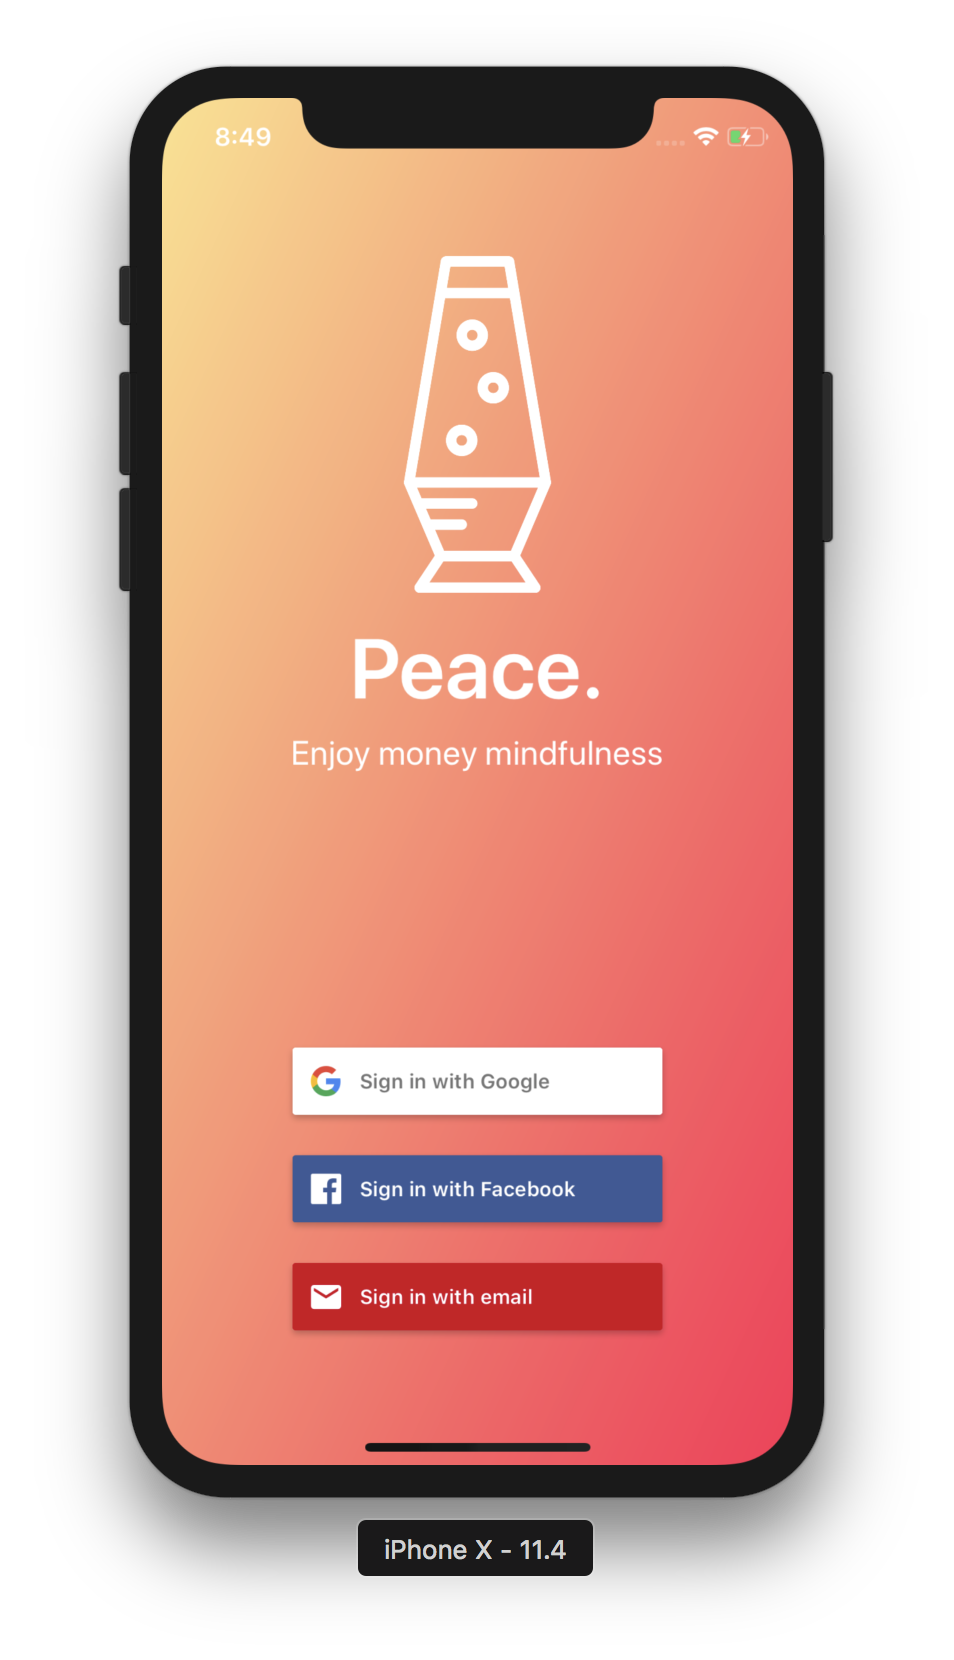 8:49
Peace.
Enjoy money mindfulness
Sign in with Google
Sign in with Facebook
Sign in with email
iPhone X - 11.4